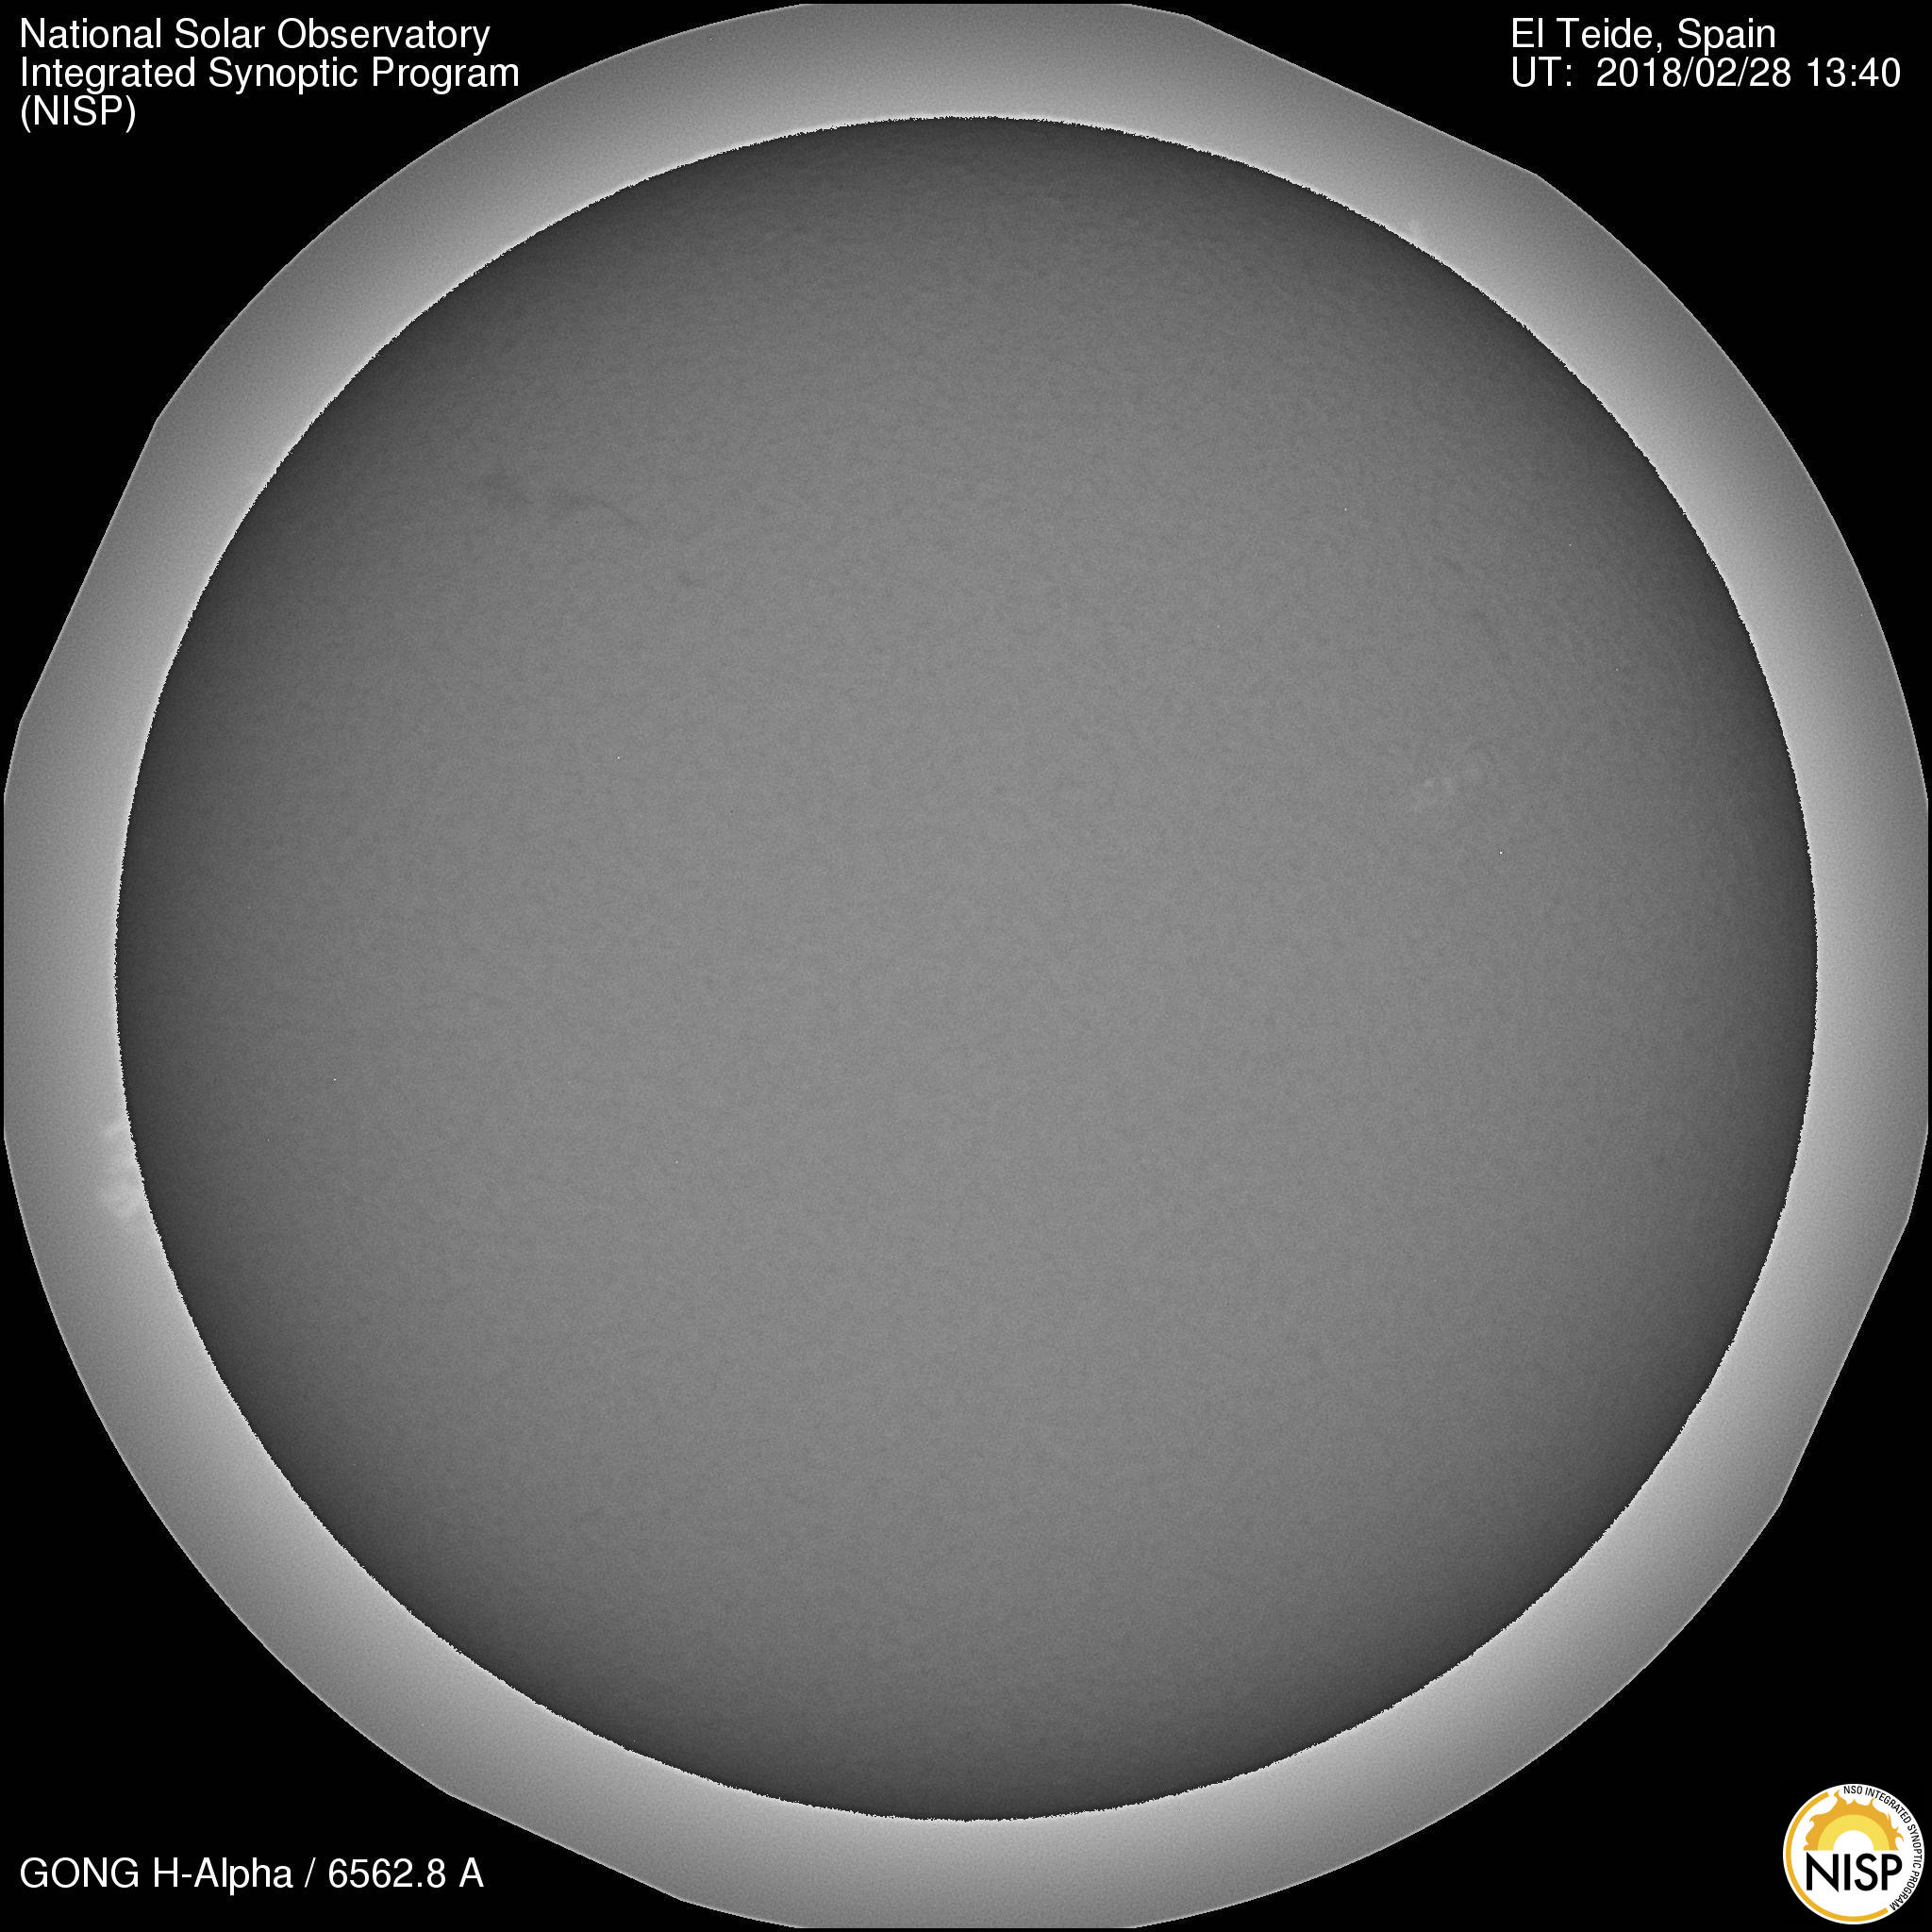 National Solar Observatory
Integrated Synoptic Program
(NISP)
El Teide, Spain
UT: 2018/02/28 13:40
GONG H-Alpha / 6562.8 A
NSO INTEGRATED SYNOPTIC PROGRAM
NISP